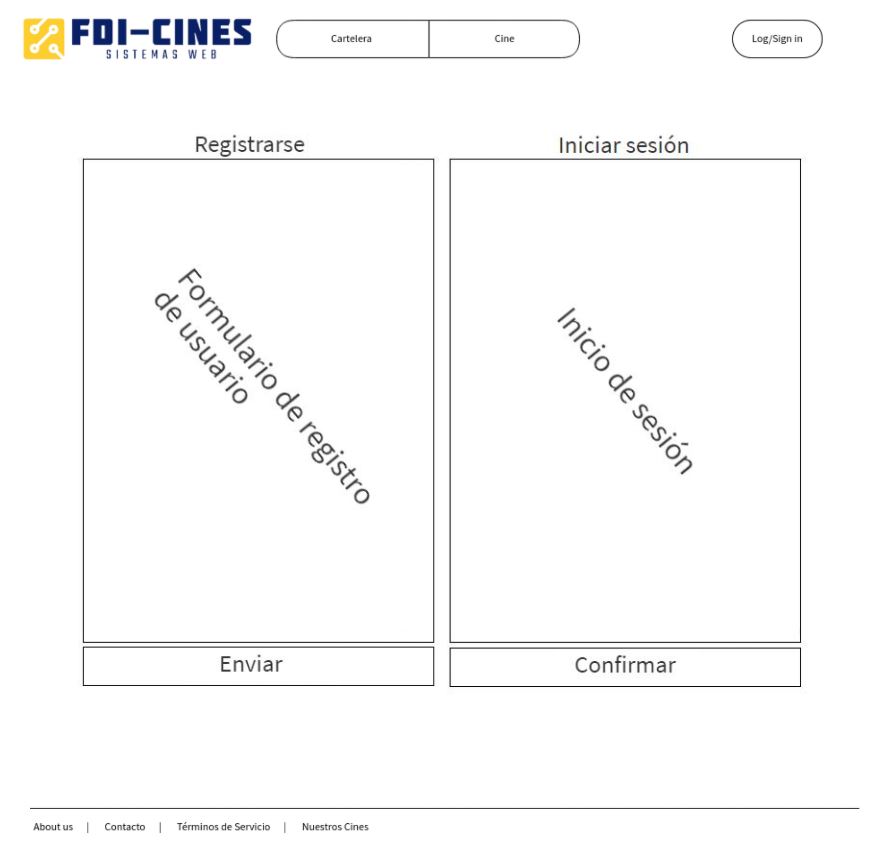 FDI-CINES
SISTEMAS WEB
Cartelera
Cine
Log/Sign in
Registrarse
Iniciar sesión
Formulario de registro
de usuario
Inicio de sesión
Enviar
Confirmar
About us | Contacto | Términos de Servicio | Nuestros Cines